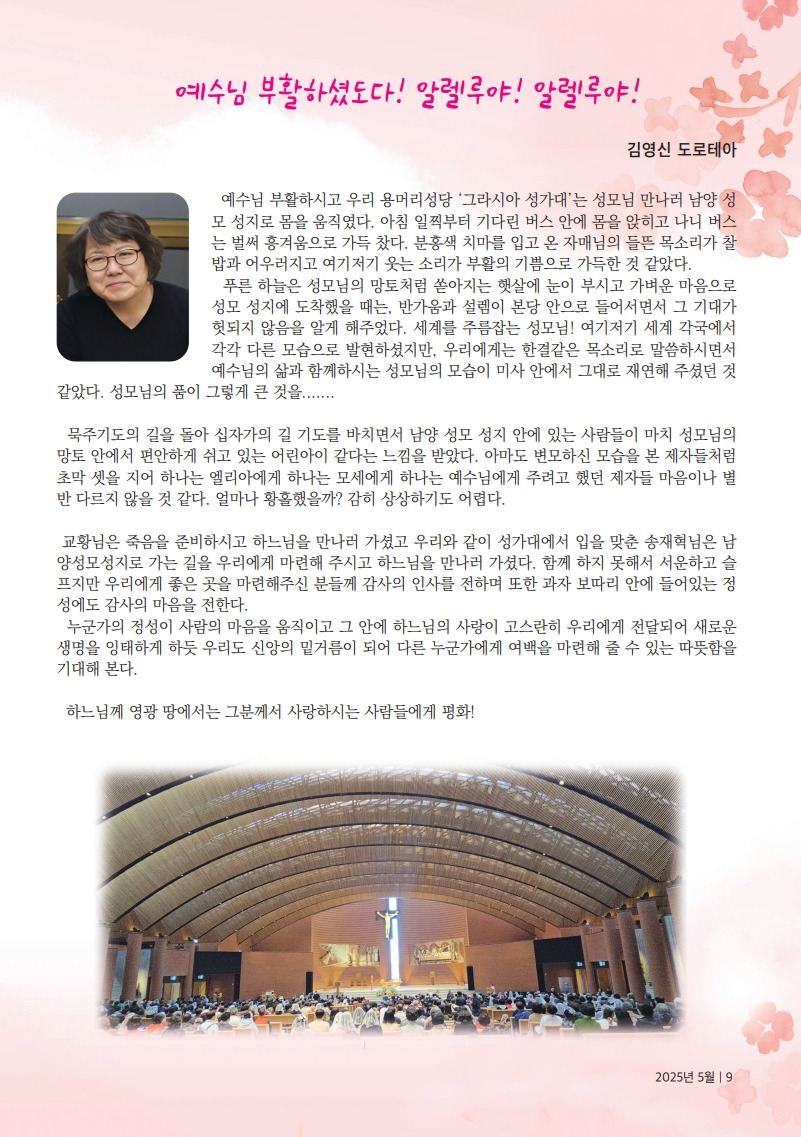 예수님 부활하셨도다! 알렐루야! 알렐루야!
김영신 도로테아
예수님 부활하시고 우리 용머리성당 ‘그라시아 성가대’는 성모님 만나러 남양 성
모 성지로 몸을 움직였다. 아침 일찍부터 기다린 버스 안에 몸을 앉히고 나니 버스
는 벌써 흥겨움으로 가득 찼다. 분홍색 치마를 입고 온 자매님의 들뜬 목소리가 찰
밥과 어우러지고 여기저기 웃는 소리가 부활의 기쁨으로 가득한 것 같았다.
푸른 하늘은 성모님의 망토처럼 쏟아지는 햇살에 눈이 부시고 가벼운 마음으로
성모 성지에 도착했을 때는, 반가움과 설렘이 본당 안으로 들어서면서 그 기대가
헛되지 않음을 알게 해주었다. 세계를 주름잡는 성모님! 여기저기 세계 각국에서
각각 다른 모습으로 발현하셨지만, 우리에게는 한결같은 목소리로 말씀하시면서
예수님의 삶과 함께하시는 성모님의 모습이 미사 안에서 그대로 재연해 주셨던 것
같았다. 성모님의 품이 그렇게 큰 것을.......
묵주기도의 길을 돌아 십자가의 길 기도를 바치면서 남양 성모 성지 안에 있는 사람들이 마치 성모님의
망토 안에서 편안하게 쉬고 있는 어린아이 같다는 느낌을 받았다. 아마도 변모하신 모습을 본 제자들처럼
초막 셋을 지어 하나는 엘리아에게 하나는 모세에게 하나는 예수님에게 주려고 했던 제자들 마음이나 별
반 다르지 않을 것 같다. 얼마나 황홀했을까? 감히 상상하기도 어렵다.
교황님은 죽음을 준비하시고 하느님을 만나러 가셨고 우리와 같이 성가대에서 입을 맞춘 송재혁님은 남
양성모성지로 가는 길을 우리에게 마련해 주시고 하느님을 만나러 가셨다. 함께 하지 못해서 서운하고 슬
프지만 우리에게 좋은 곳을 마련해주신 분들께 감사의 인사를 전하며 또한 과자 보따리 안에 들어있는 정
성에도 감사의 마음을 전한다.
누군가의 정성이 사람의 마음을 움직이고 그 안에 하느님의 사랑이 고스란히 우리에게 전달되어 새로운
생명을 잉태하게 하듯 우리도 신앙의 밑거름이 되어 다른 누군가에게 여백을 마련해 줄 수 있는 따뜻함을
기대해 본다.
하느님께 영광 땅에서는 그분께서 사랑하시는 사람들에게 평화!
2025년 5월 | 9